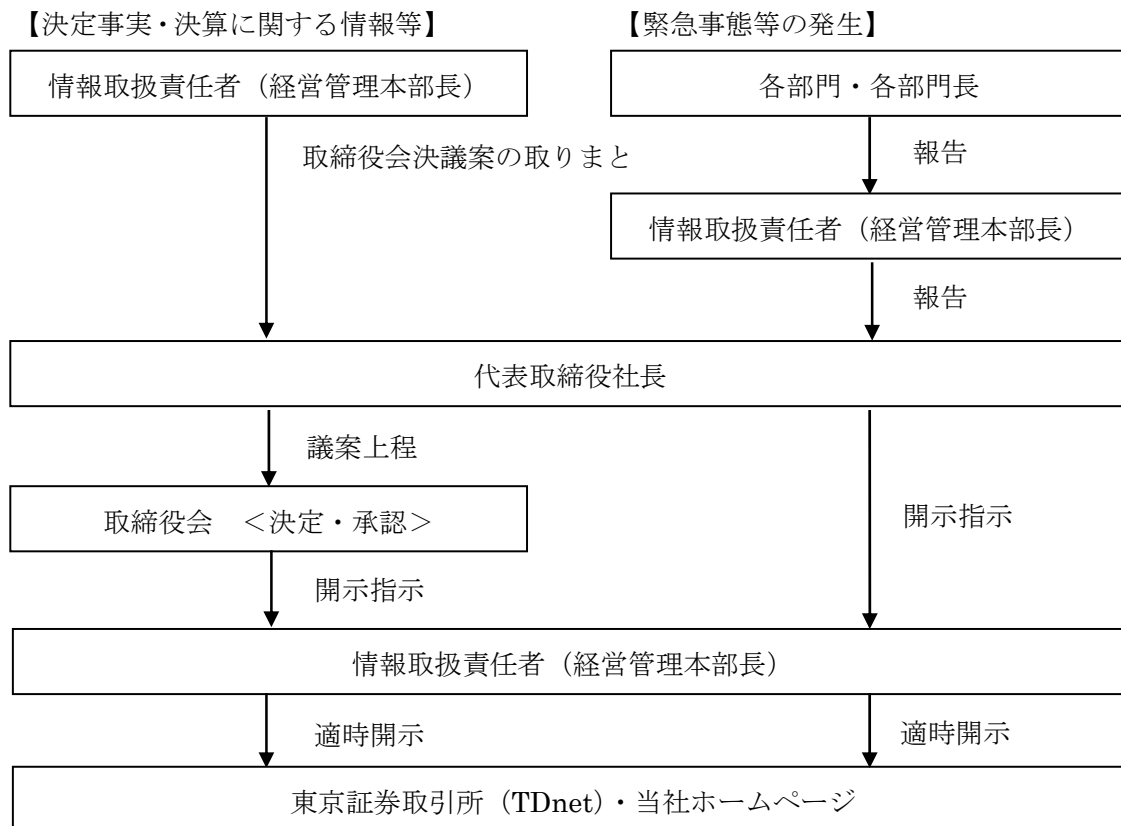 【決定事実・決算に関する情報等】
【緊急事態等の発生】
情報取扱責任者（経営管理本部長）
各部門・各部門長
取締役会決議案の取りまと
報告
情報取扱責任者（経営管理本部長）
報告
代表取締役社長
議案上程
取締役会　＜決定・承認＞
開示指示
開示指示
情報取扱責任者（経営管理本部長）
適時開示
適時開示
東京証券取引所（TDnet）・当社ホームページ